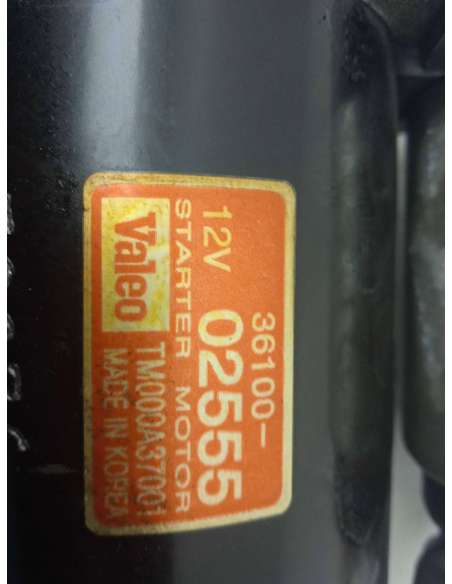 36100-
12V 02555
STARTER MOTOR
Valeo TM000A37001
MADE IN KOREA